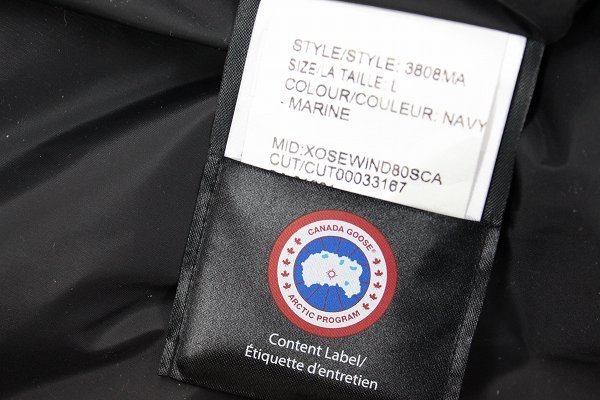 STYLE/STYLE: 3808MA
SIZE/LA TAILLE: L
COLOUR/COULEUR: NAVY
- MARINE
MID:XOSEWIND80SCA
CUT/CUT00033167
CANADA GOOSE®
ARCTIC PROGRAM
Content Label/
Étiquette d'entretien